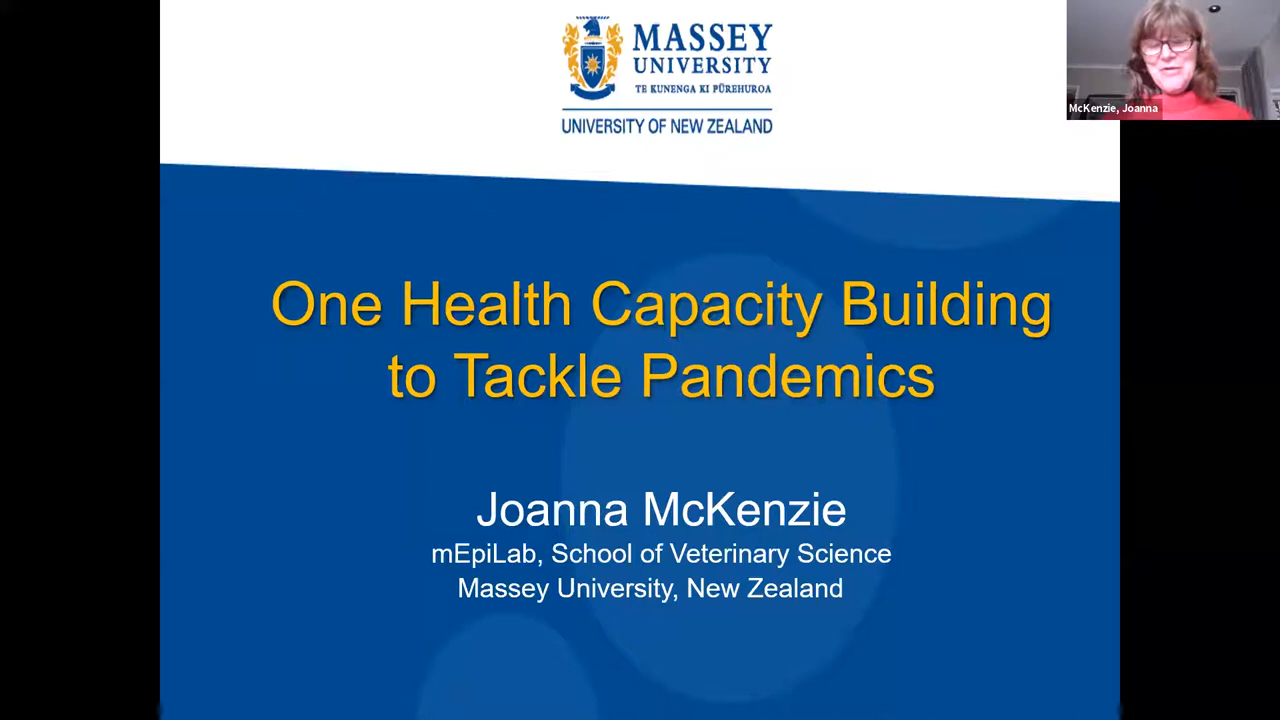 MASSEY
UNIVERSITY
TE KUNENGA KI PŪREHUROA
UNIVERSITY OF NEW ZEALAND
McKenzie, Joanna
One Health Capacity Building
to Tackle Pandemics
Joanna McKenzie
mEpiLab, School of Veterinary Science
Massey University, New Zealand